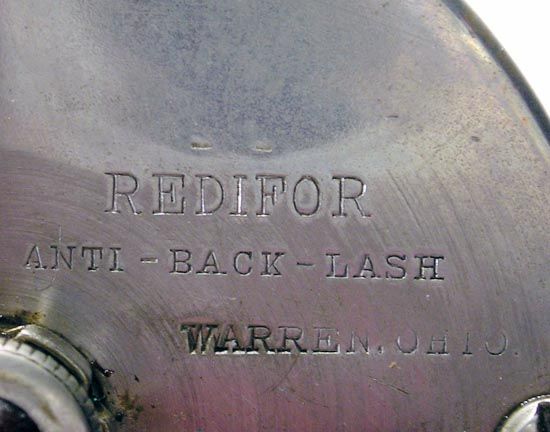 REDIFOR
ANTI-BACK-LASH
WARREN, OHIO.